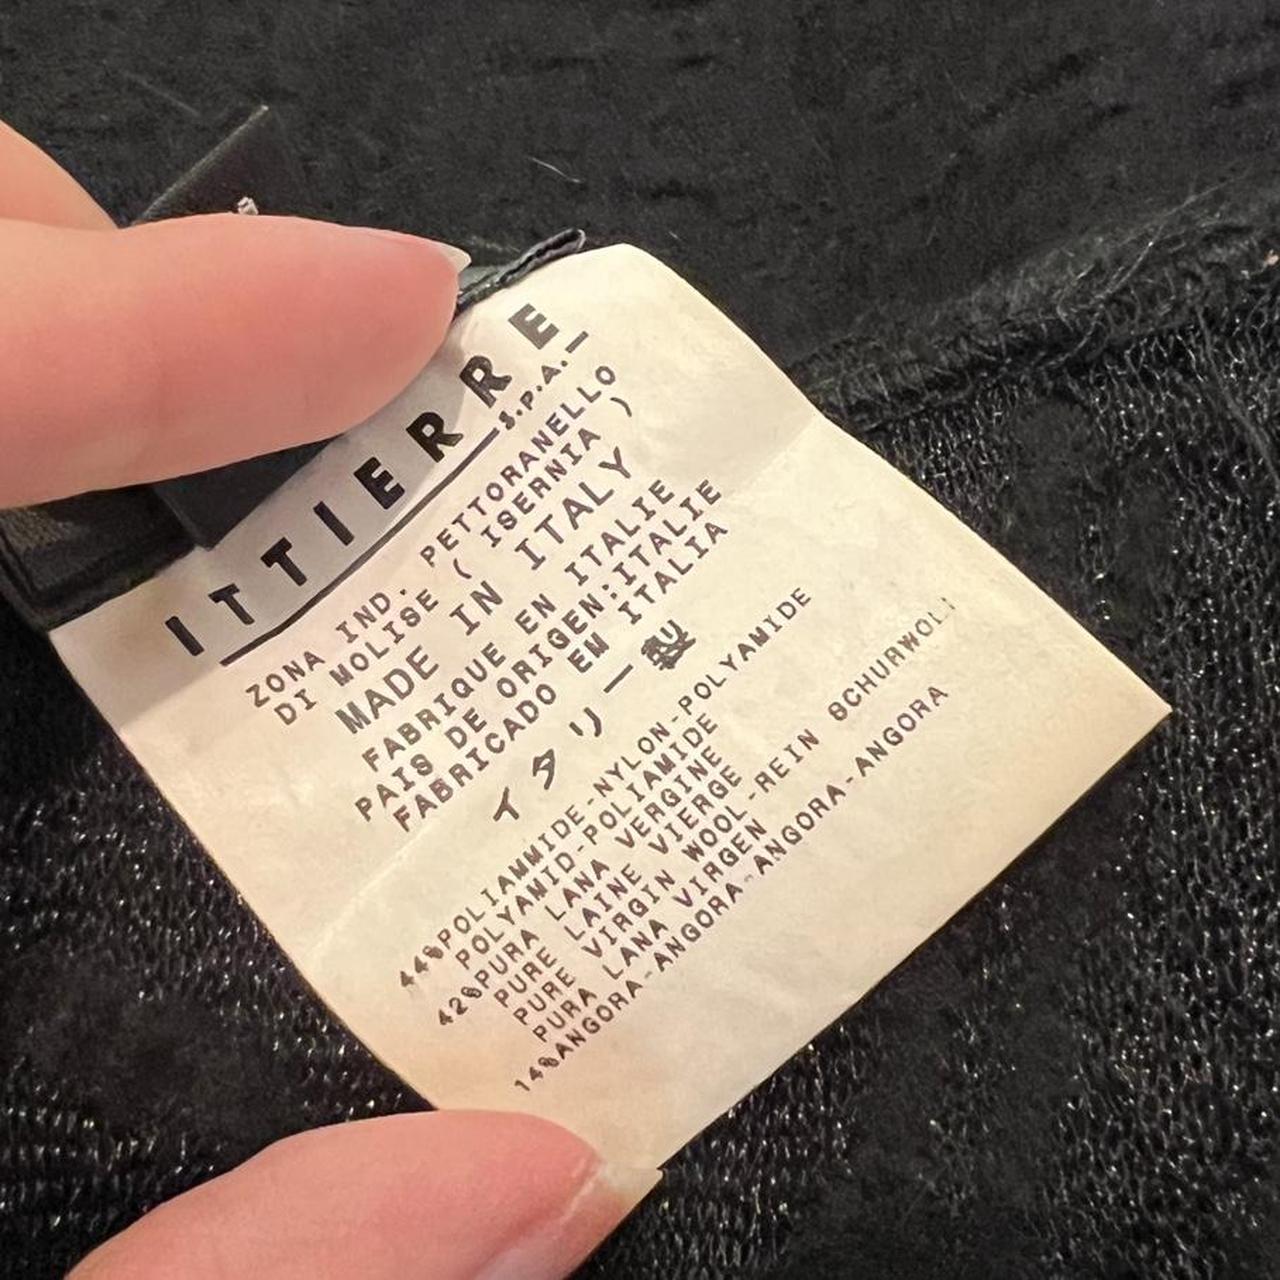 ITTIERRE
S.P.A.
ZONA IND. PETTORANELLO
DI MOLISE ( ISERNIA )
MADE IN ITALY
FABRIQUE EN ITALIE
PAIS DE ORIGEN:ITALIE
FABRICADO EM ITALIA
イタリー製
44%POLIAMMIDE-NYLON-POLYAMIDE
POLYAMID-POLIAMIDE
42%PURA LANA VERGINE
PURE LAINE VIERGE
PURE VIRGIN WOOL-REIN SCHURWOLL
PURA LANA VIRGEN
14%ANGORA-ANGORA-ANGORA-ANGORA